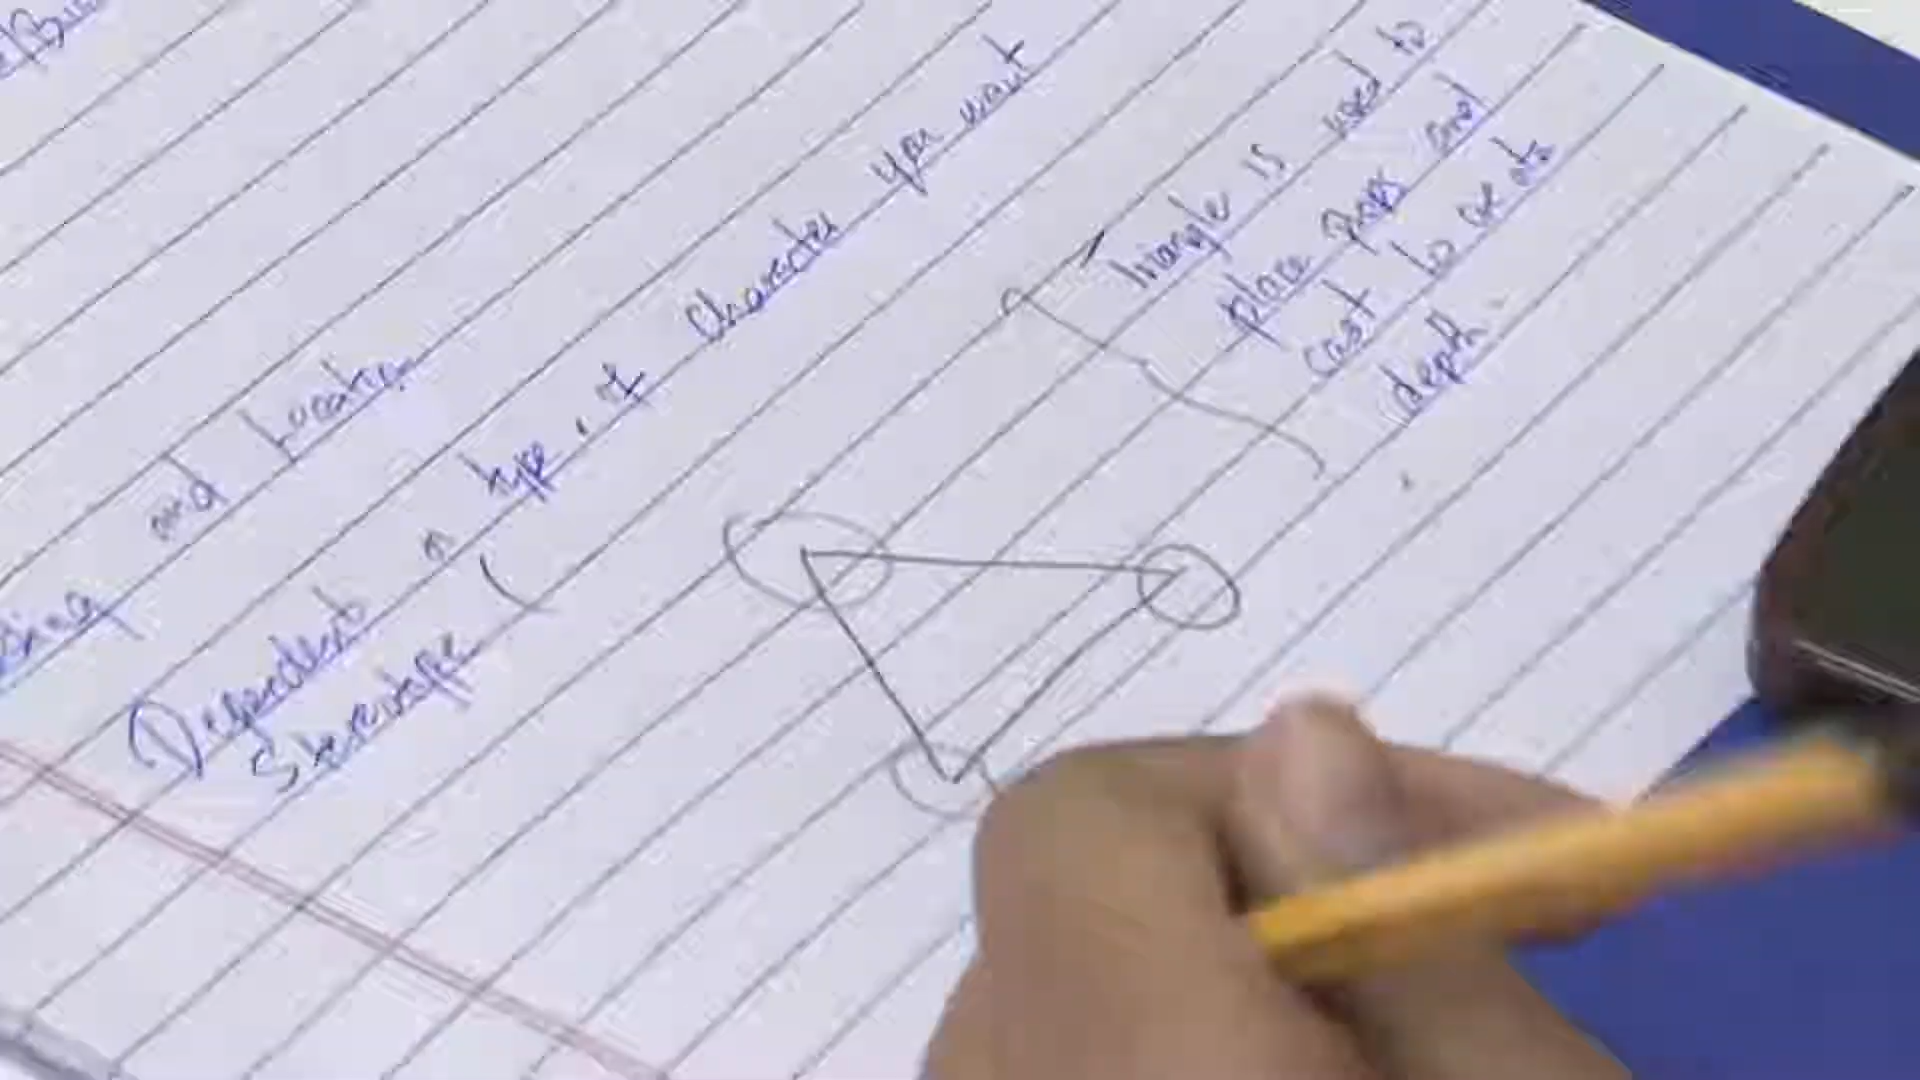 and Location
Dependent n type of Character you want
Stereotype (
Triangle is used to
place props and
cast to create
depth.